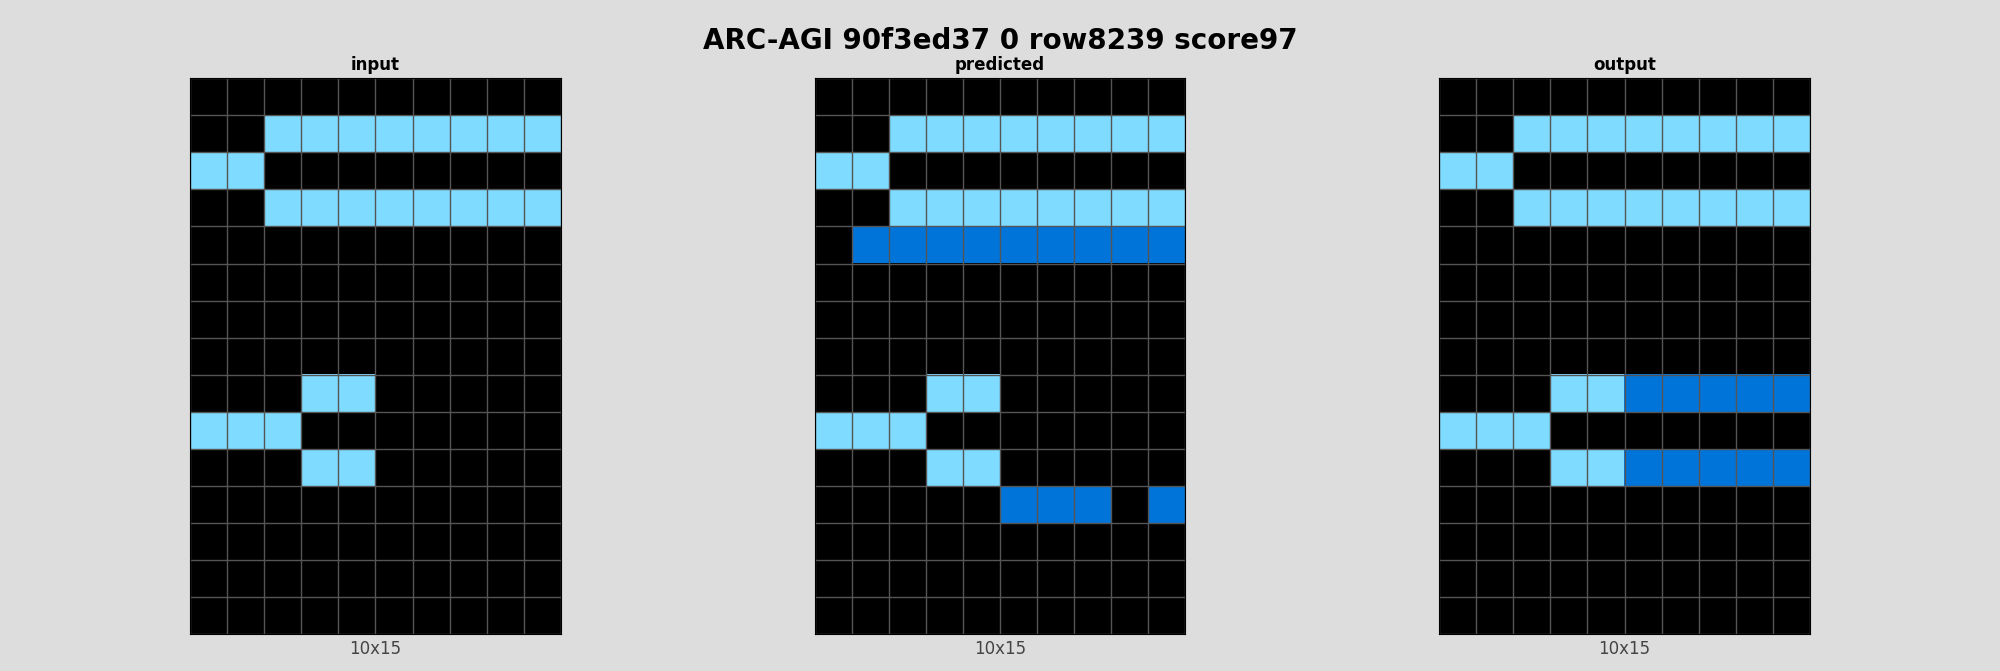 ARC-AGI 90f3ed37 0 row8239 score97
input
predicted
output
10x15
10x15
10x15